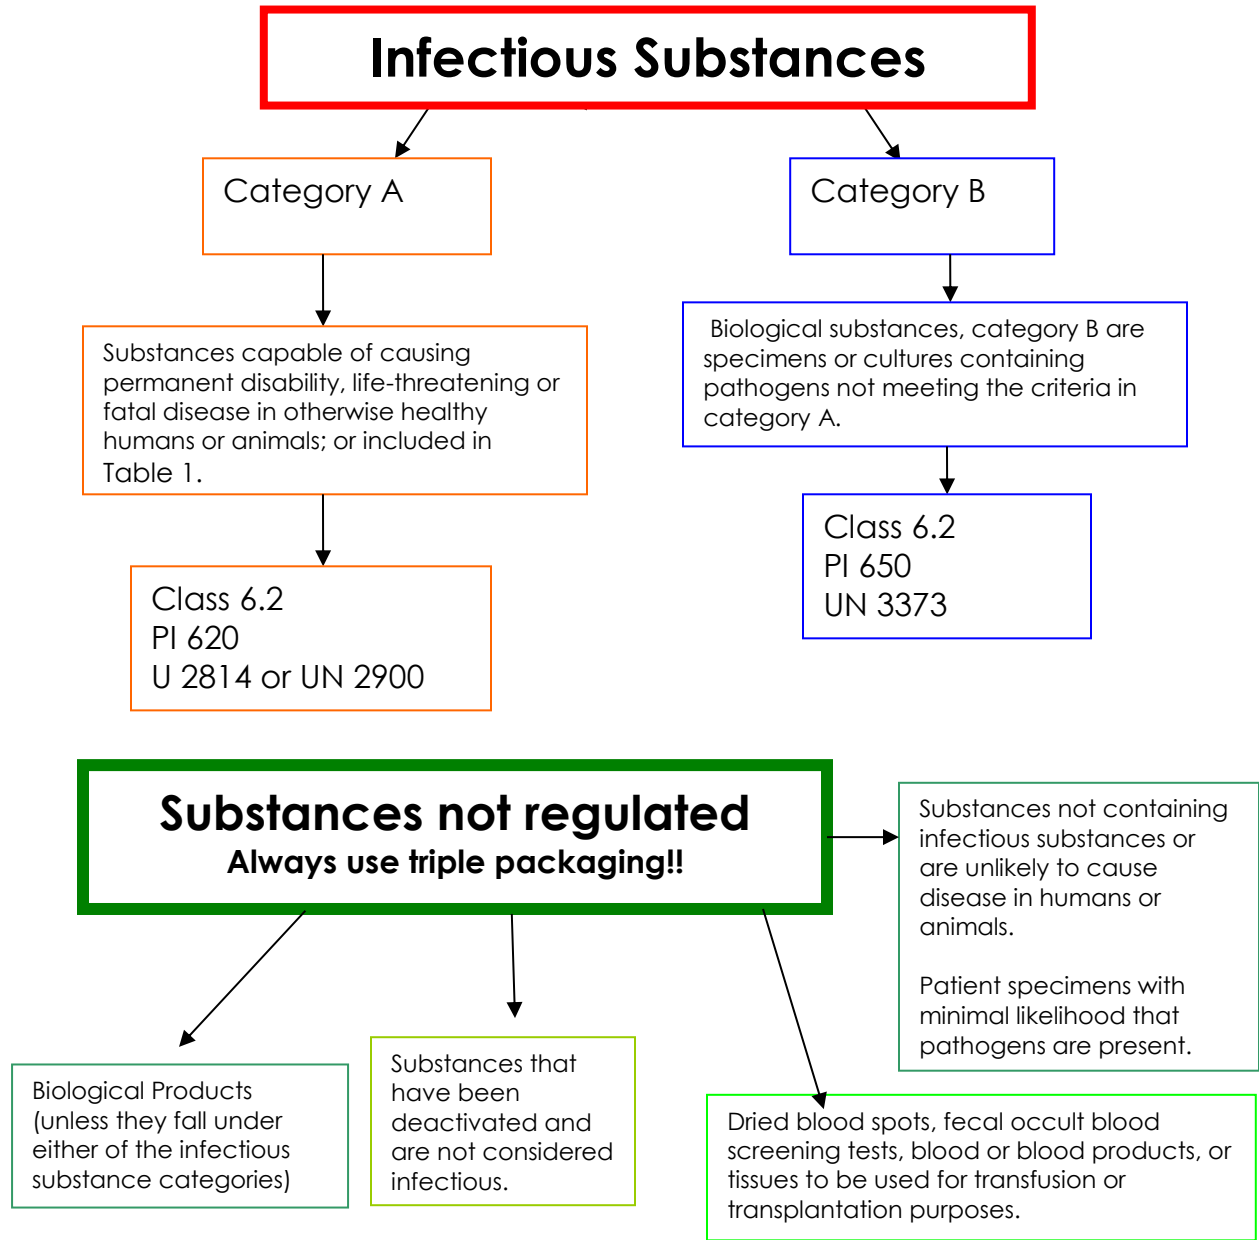 Infectious Substances
Category A
Category B
Substances capable of causing
permanent disability, life-threatening or
fatal disease in otherwise healthy
humans or animals; or included in
Table 1.
Biological substances, category B are
specimens or cultures containing
pathogens not meeting the criteria in
category A.
Class 6.2
PI 620
U 2814 or UN 2900
Class 6.2
PI 650
UN 3373
Substances not regulated
Always use triple packaging!!
Substances not containing
infectious substances or
are unlikely to cause
disease in humans or
animals.
Patient specimens with
minimal likelihood that
pathogens are present.
Biological Products
(unless they fall under
either of the infectious
substance categories)
Substances that
have been
deactivated and
are not considered
infectious.
Dried blood spots, fecal occult blood
screening tests, blood or blood products, or
tissues to be used for transfusion or
transplantation purposes.